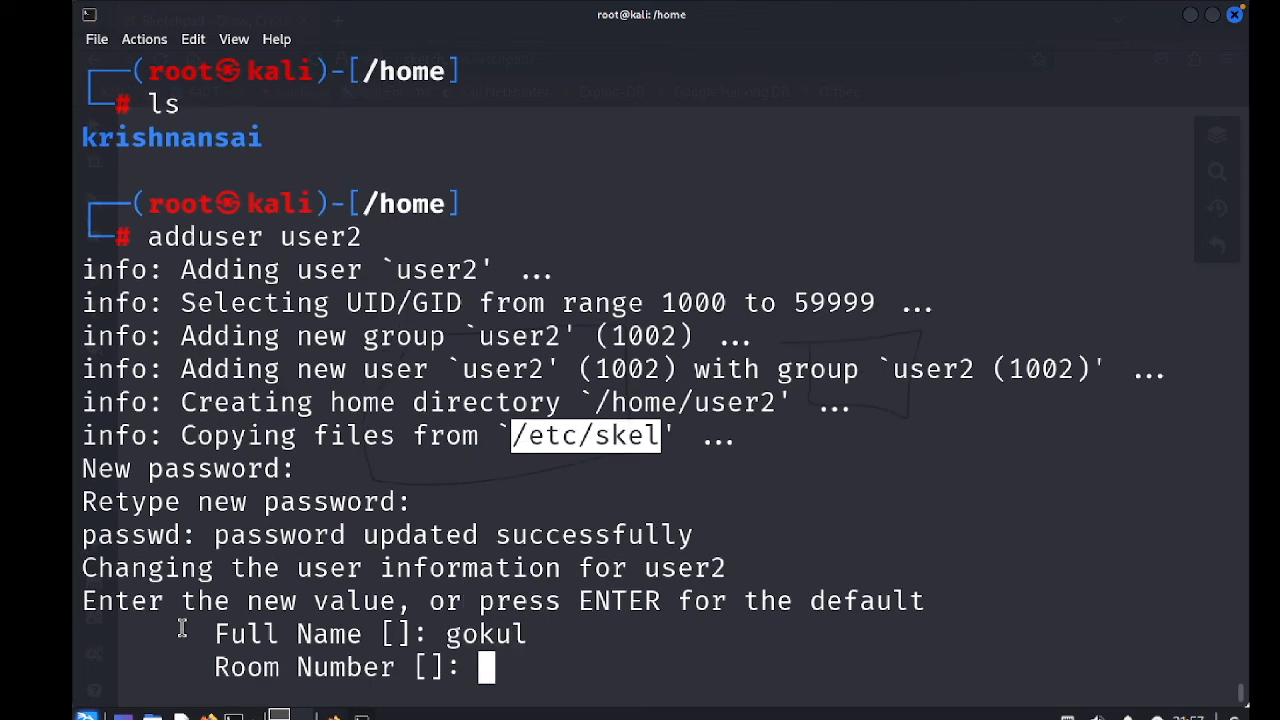 root@kali: /home
File Actions Edit View Help
┌──(root㉿kali)-[/home]
└─# ls
krishnansai
┌──(root㉿kali)-[/home]
└─# adduser user2
info: Adding user `user2' ...
info: Selecting UID/GID from range 1000 to 59999 ...
info: Adding new group `user2' (1002) ...
info: Adding new user `user2' (1002) with group `user2 (1002)' ...
info: Creating home directory `/home/user2' ...
info: Copying files from `/etc/skel' ...
New password:
Retype new password:
passwd: password updated successfully
Changing the user information for user2
Enter the new value, or press ENTER for the default
Full Name []: gokul
Room Number []: